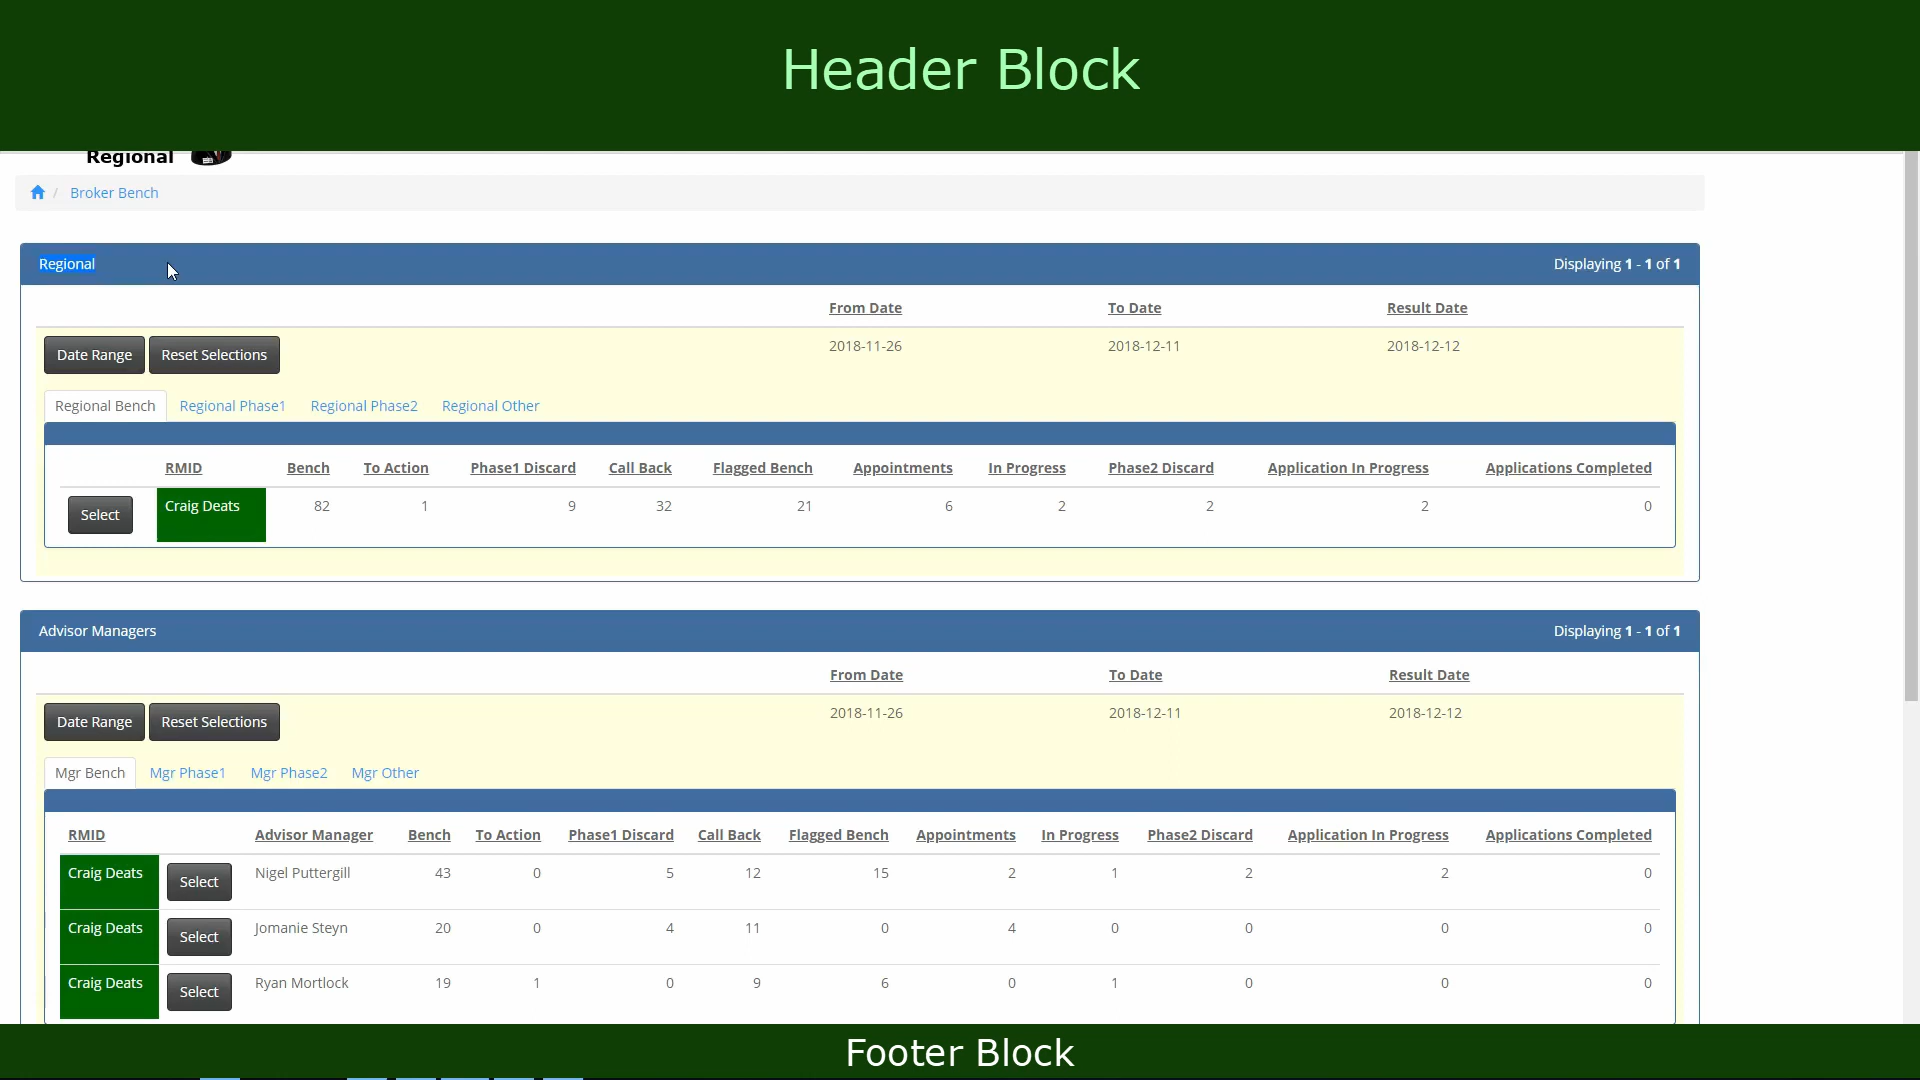 Header Block
Regional
Broker Bench
Regional Displaying 1 - 1 of 1
From Date To Date Result Date
Date Range Reset Selections 2018-11-26 2018-12-11 2018-12-12
Regional Bench Regional Phase1 Regional Phase2 Regional Other
RMID Bench To Action Phase1 Discard Call Back Flagged Bench Appointments In Progress Phase2 Discard Application In Progress Applications Completed
Select Craig Deats 82 1 9 32 21 6 2 2 2 0
Advisor Managers Displaying 1 - 1 of 1
From Date To Date Result Date
Date Range Reset Selections 2018-11-26 2018-12-11 2018-12-12
Mgr Bench Mgr Phase1 Mgr Phase2 Mgr Other
RMID Advisor Manager Bench To Action Phase1 Discard Call Back Flagged Bench Appointments In Progress Phase2 Discard Application In Progress Applications Completed
Craig Deats Select Nigel Puttergill 43 0 5 12 15 2 1 2 2 0
Craig Deats Select Jomanie Steyn 20 0 4 11 0 4 0 0 0 0
Craig Deats Select Ryan Mortlock 19 1 0 9 6 0 1 0 0 0
Footer Block